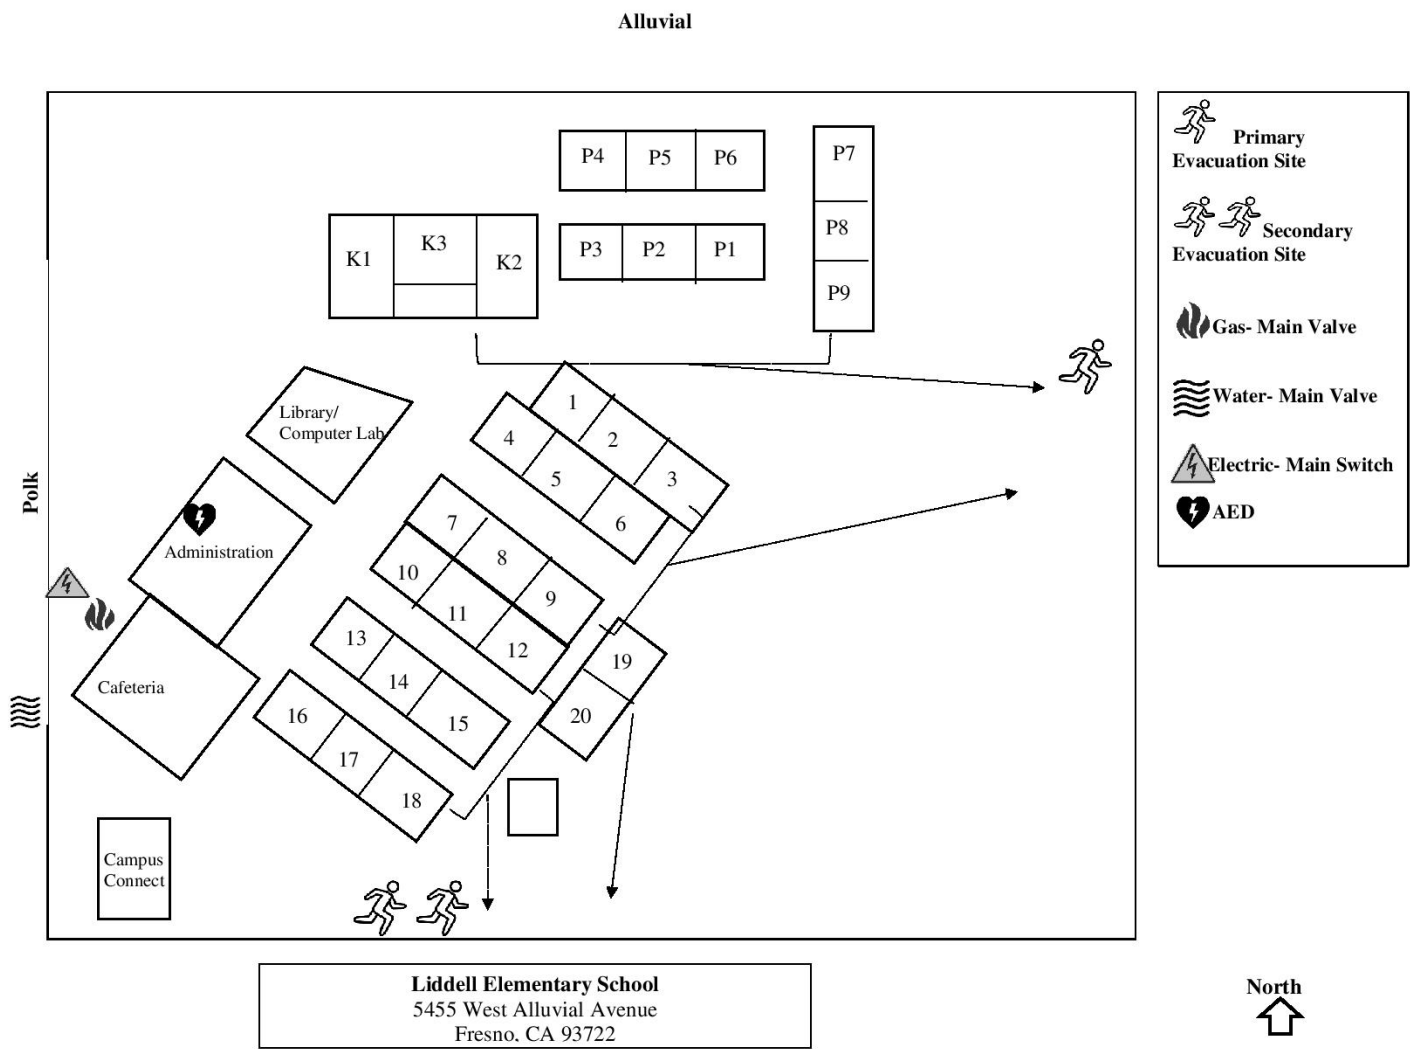 Alluvial
Primary
Evacuation Site
Secondary
Evacuation Site
Gas- Main Valve
Water- Main Valve
Electric- Main Switch
AED
P4 P5 P6
P7
P8
P9
P3 P2 P1
K1 K3 K2
Library/
Computer Lab
Polk
Administration
Cafeteria
Campus
Connect
1
2
3
4
5
6
7
8
9
10
11
12
13
14
15
16
17
18
19
20
Liddell Elementary School
5455 West Alluvial Avenue
Fresno, CA 93722
North